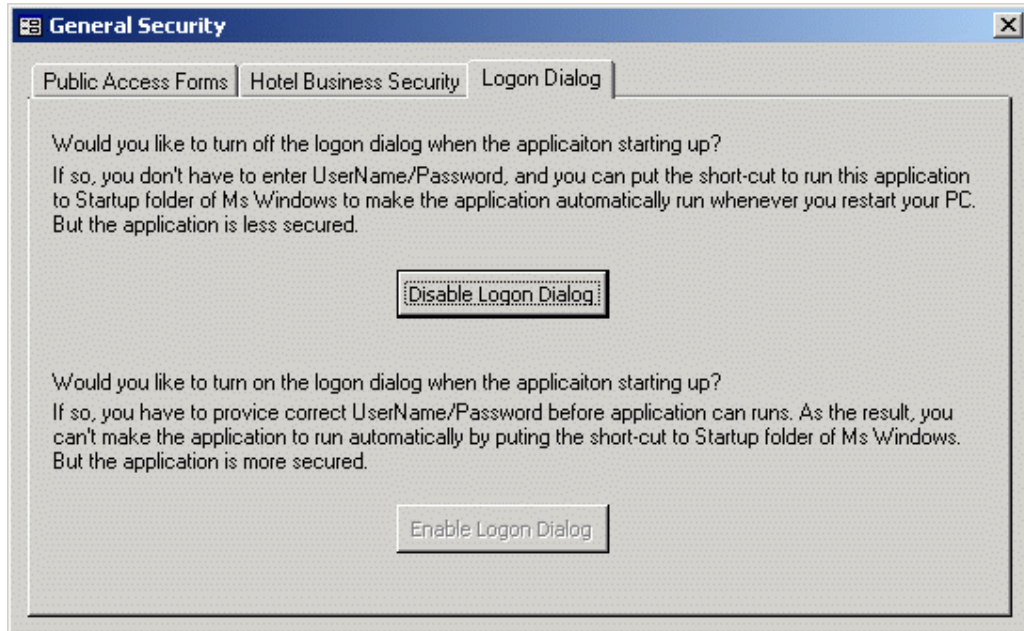 General Security
Public Access Forms Hotel Business Security Logon Dialog
Would you like to turn off the logon dialog when the applicaiton starting up?
If so, you don't have to enter UserName/Password, and you can put the short-cut to run this application
to Startup folder of Ms Windows to make the application automatically run whenever you restart your PC.
But the application is less secured.
Disable Logon Dialog
Would you like to turn on the logon dialog when the applicaiton starting up?
If so, you have to provice correct UserName/Password before application can runs. As the result, you
can't make the application to run automatically by puting the short-cut to Startup folder of Ms Windows.
But the application is more secured.
Enable Logon Dialog